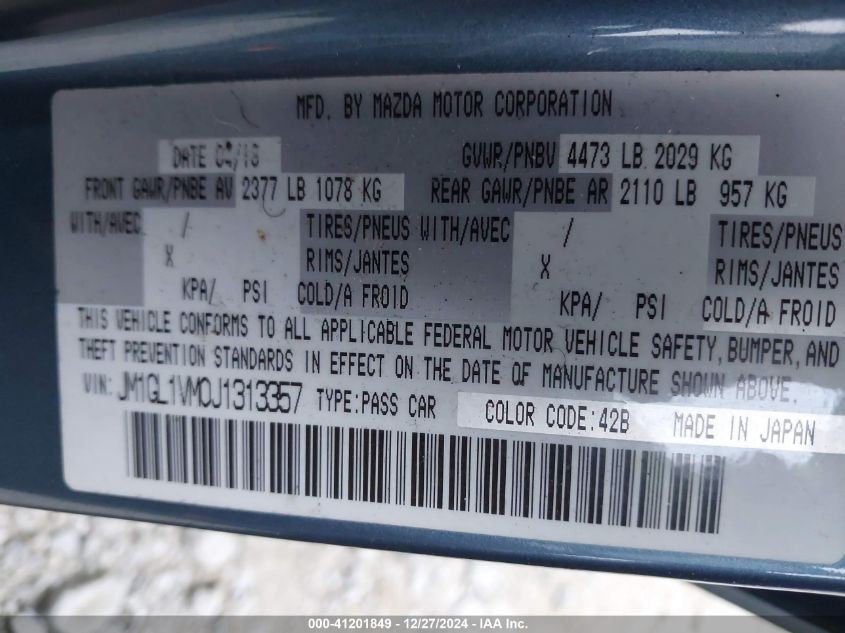 MFD. BY MAZDA MOTOR CORPORATION
DATE GVWR/PNBV 4473 LB 2029 KG
FRONT GAWR/PNBE AV 2377 LB 1078 KG REAR GAWR/PNBE AR 2110 LB 957 KG
WITH/AVEC / TIRES/PNEUS WITH/AVEC / TIRES/PNEUS
X RIMS/JANTES X RIMS/JANTES
KPA/ PSI COLD/A FROID KPA/ PSI COLD/A FROID
THIS VEHICLE CONFORMS TO ALL APPLICABLE FEDERAL MOTOR VEHICLE SAFETY, BUMPER, AND
THEFT PREVENTION STANDARDS IN EFFECT ON THE DATE OF MANUFACTURE SHOWN ABOVE.
VIN: JM1GL1VM0J1313357 TYPE:PASS CAR COLOR CODE:42B MADE IN JAPAN
000-41201849 - 12/27/2024 - IAA Inc.